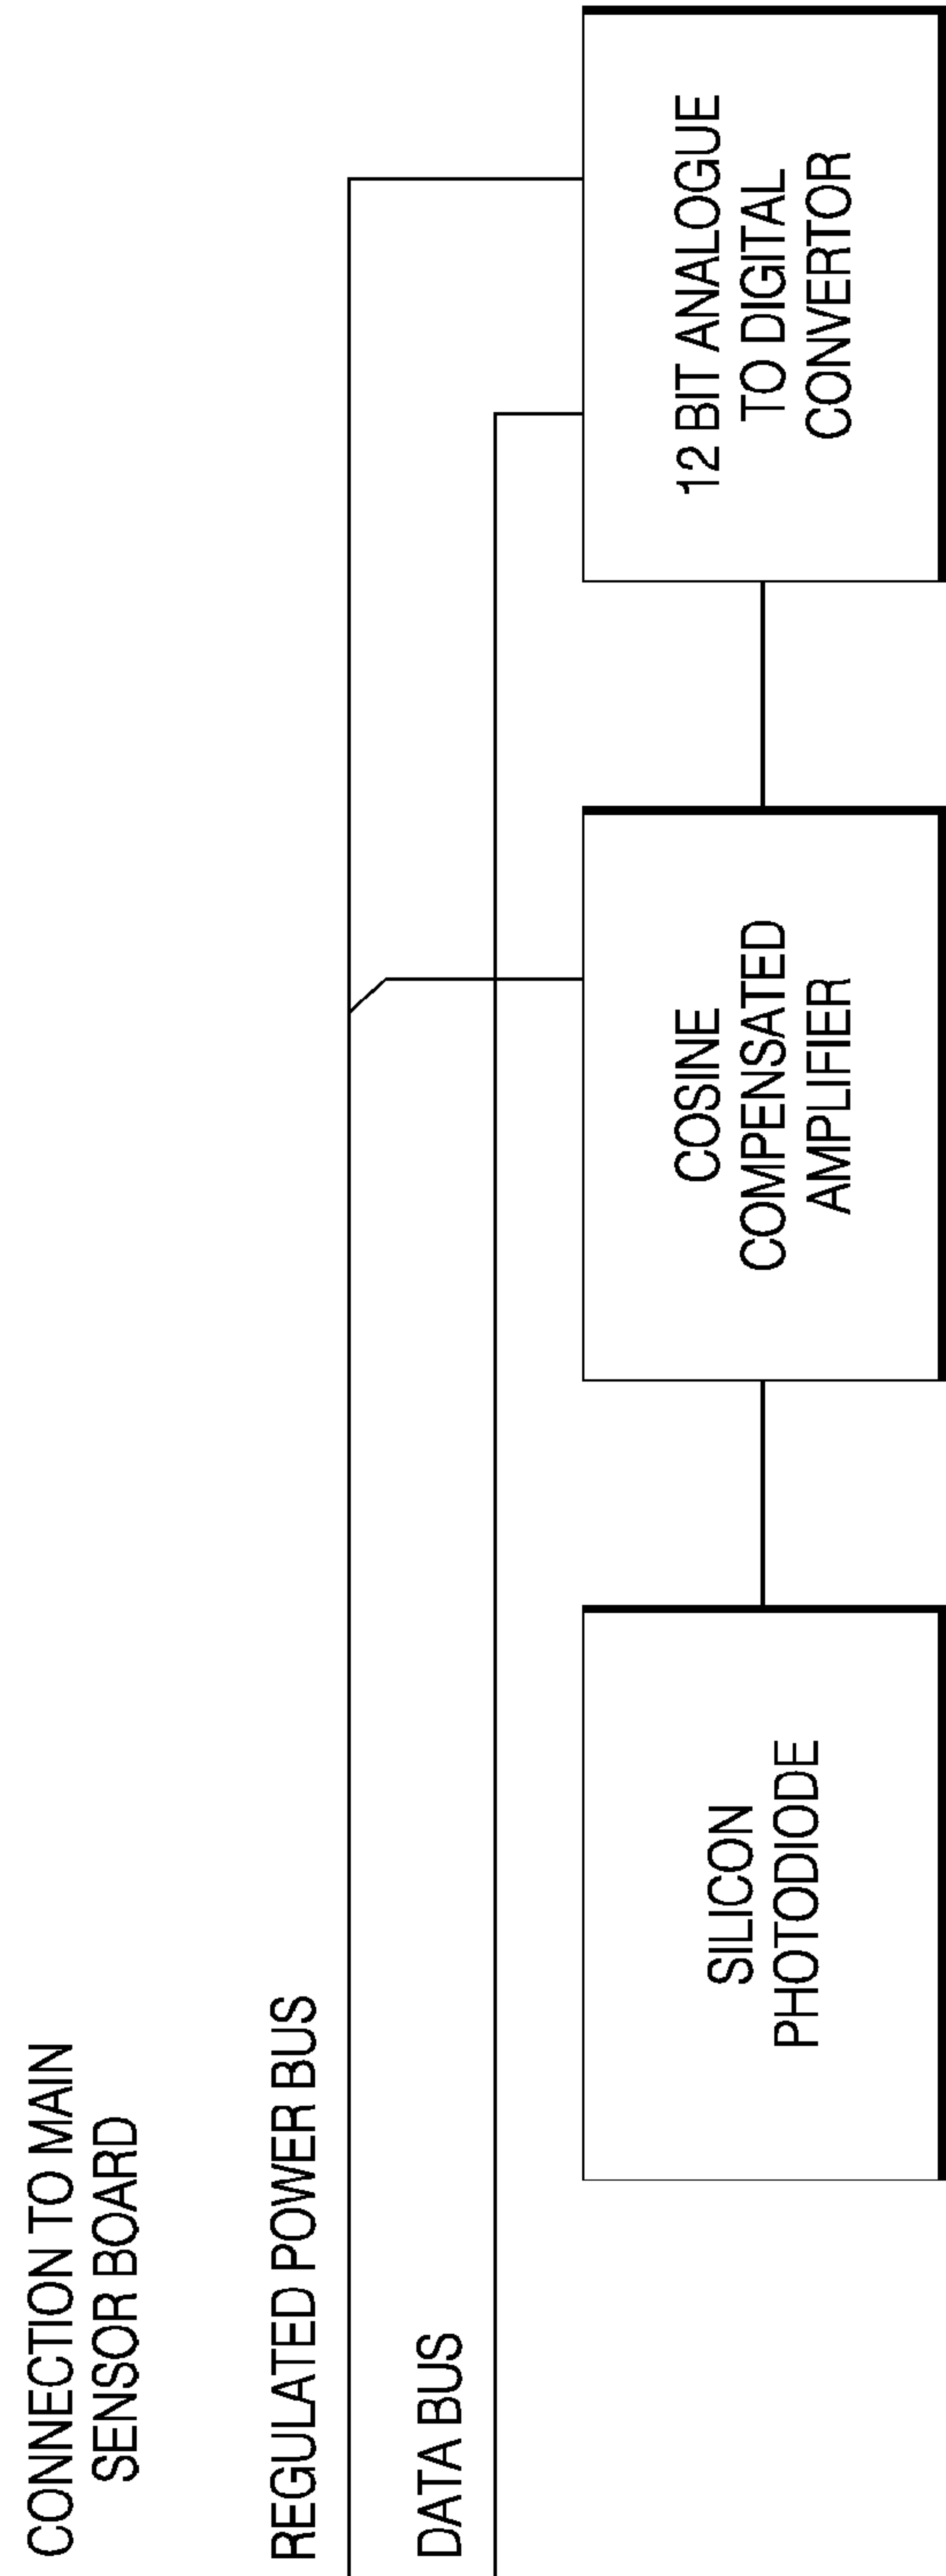 CONNECTION TO MAIN
SENSOR BOARD
REGULATED POWER BUS
DATA BUS
SILICON
PHOTODIODE
COSINE
COMPENSATED
AMPLIFIER
12 BIT ANALOGUE
TO DIGITAL
CONVERTOR